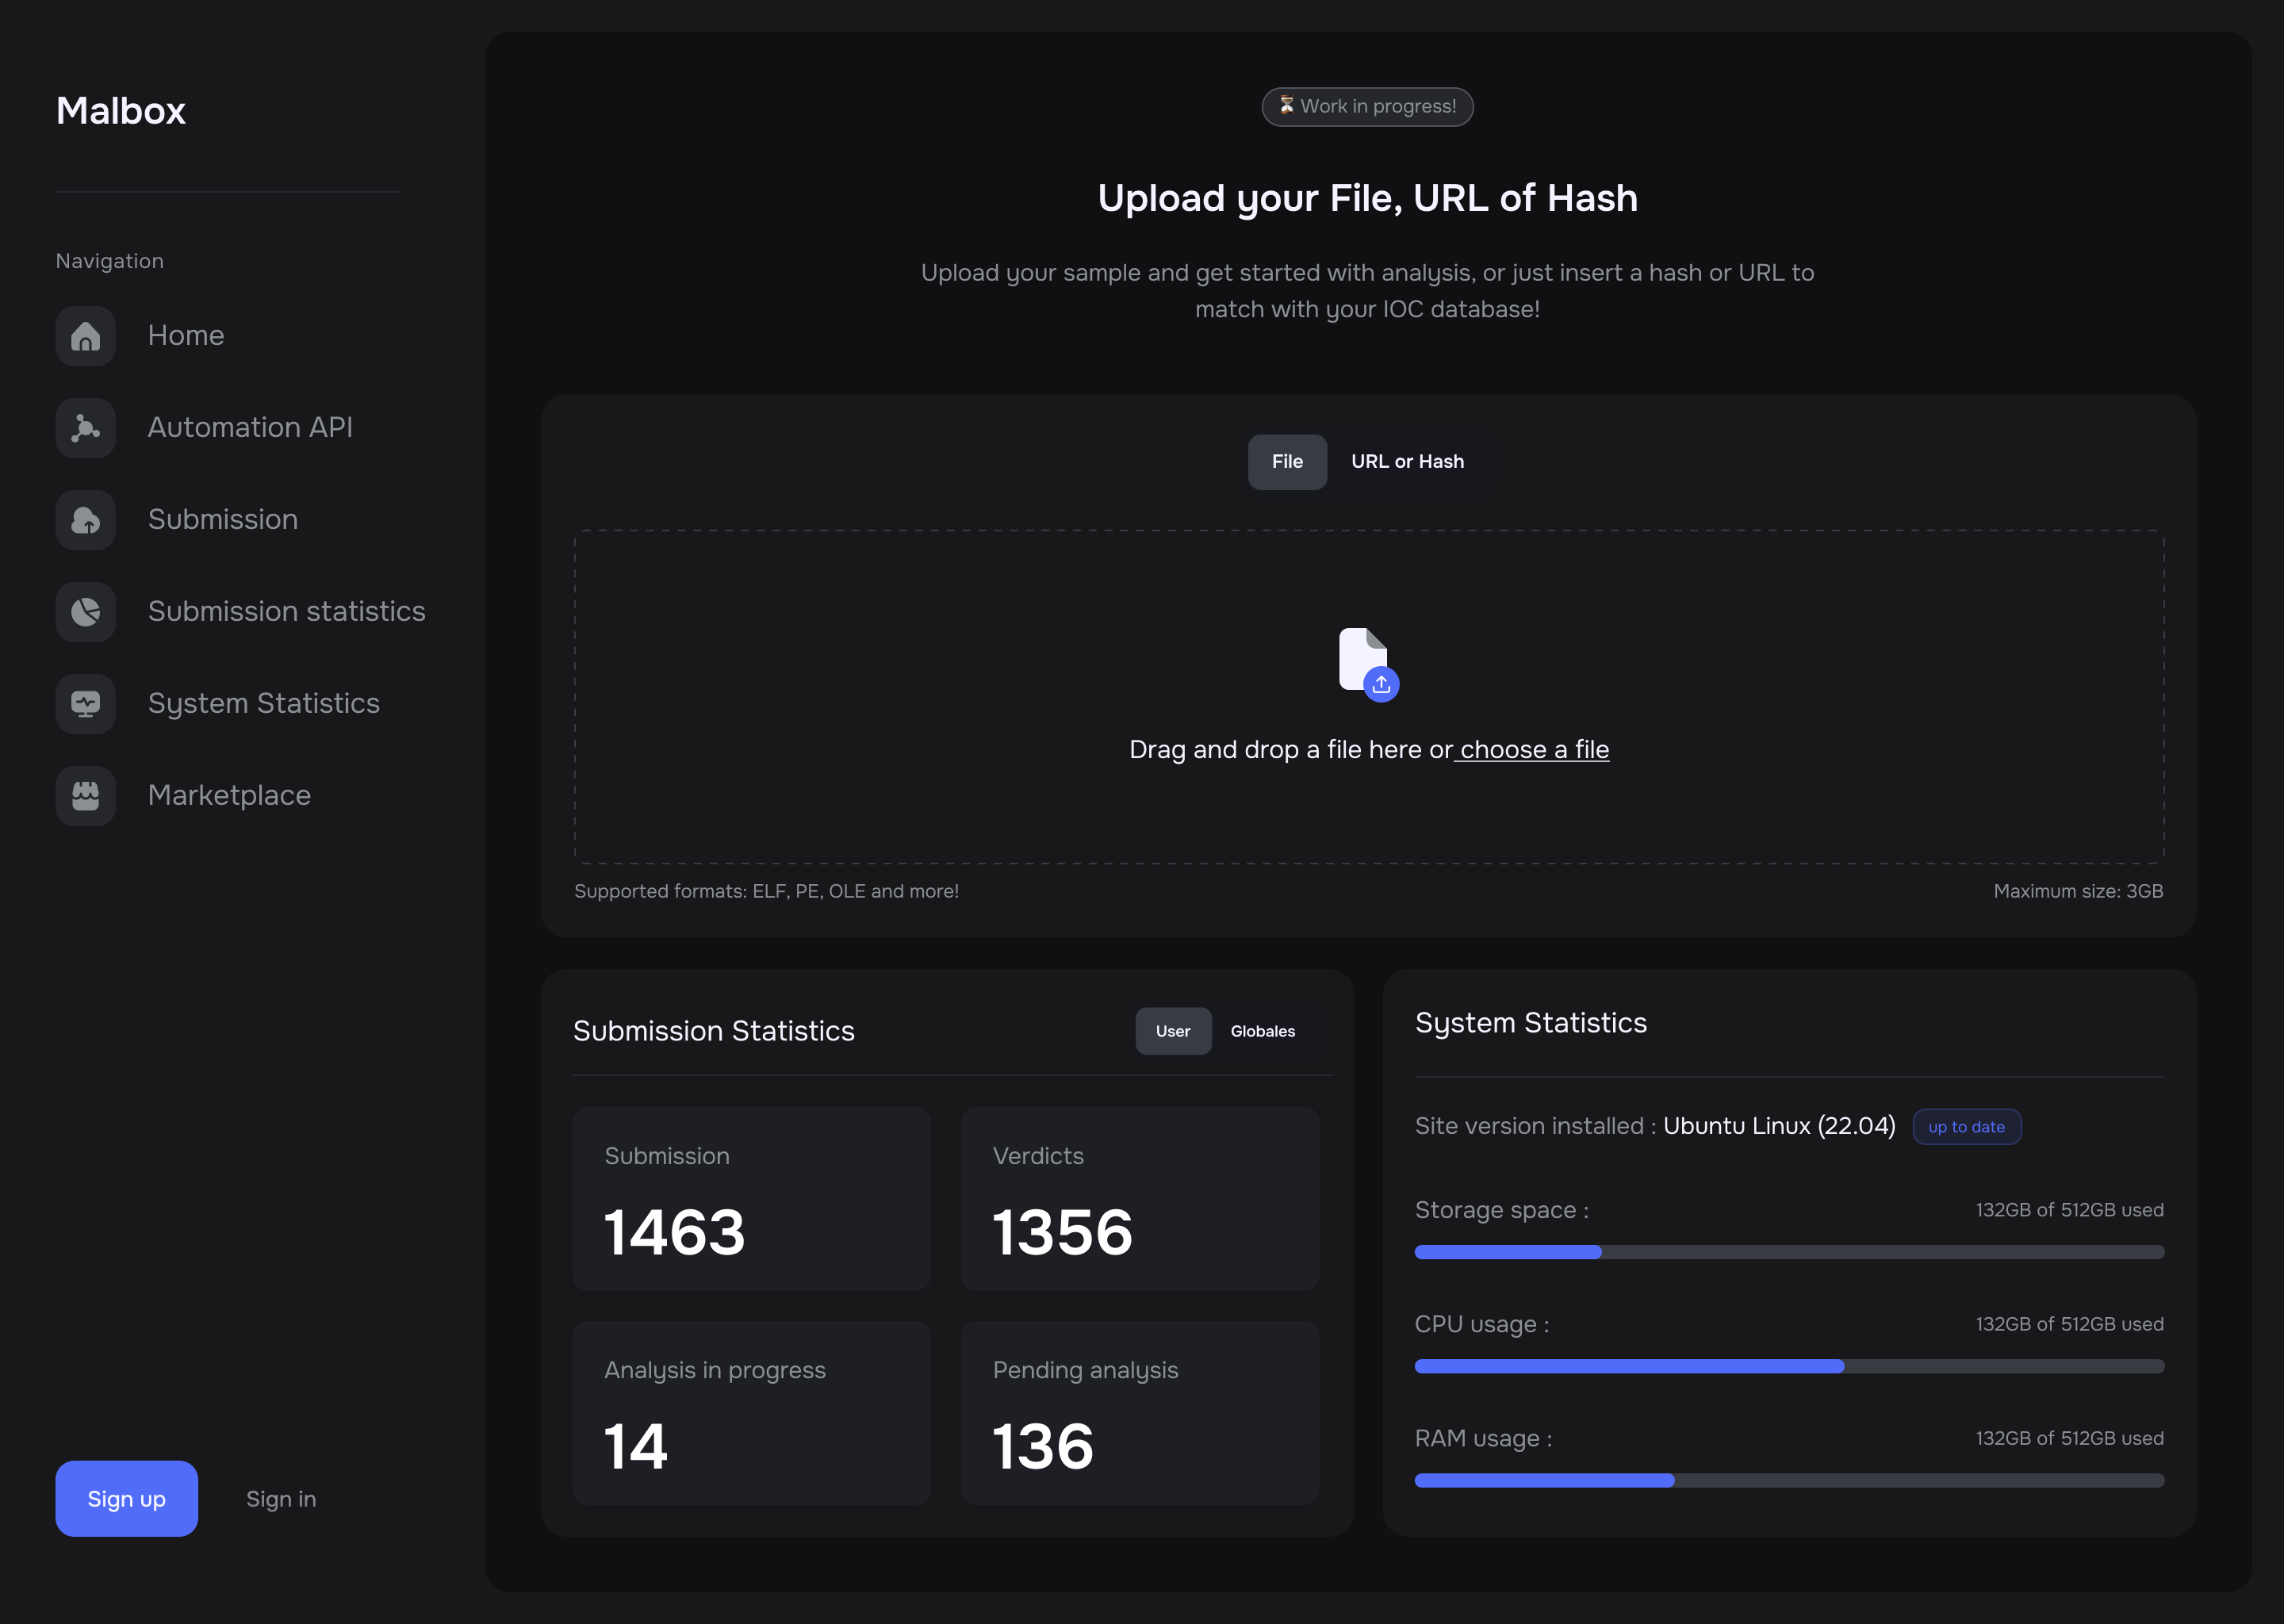 Malbox
Navigation
Home
Automation API
Submission
Submission statistics
System Statistics
Marketplace
Sign up
Sign in
⏳ Work in progress!
Upload your File, URL of Hash
Upload your sample and get started with analysis, or just insert a hash or URL to
match with your IOC database!
File
URL or Hash
Drag and drop a file here or choose a file
Supported formats: ELF, PE, OLE and more!
Maximum size: 3GB
Submission Statistics
User
Globales
Submission
1463
Verdicts
1356
Analysis in progress
14
Pending analysis
136
System Statistics
Site version installed : Ubuntu Linux (22.04)
up to date
Storage space :
132GB of 512GB used
CPU usage :
132GB of 512GB used
RAM usage :
132GB of 512GB used